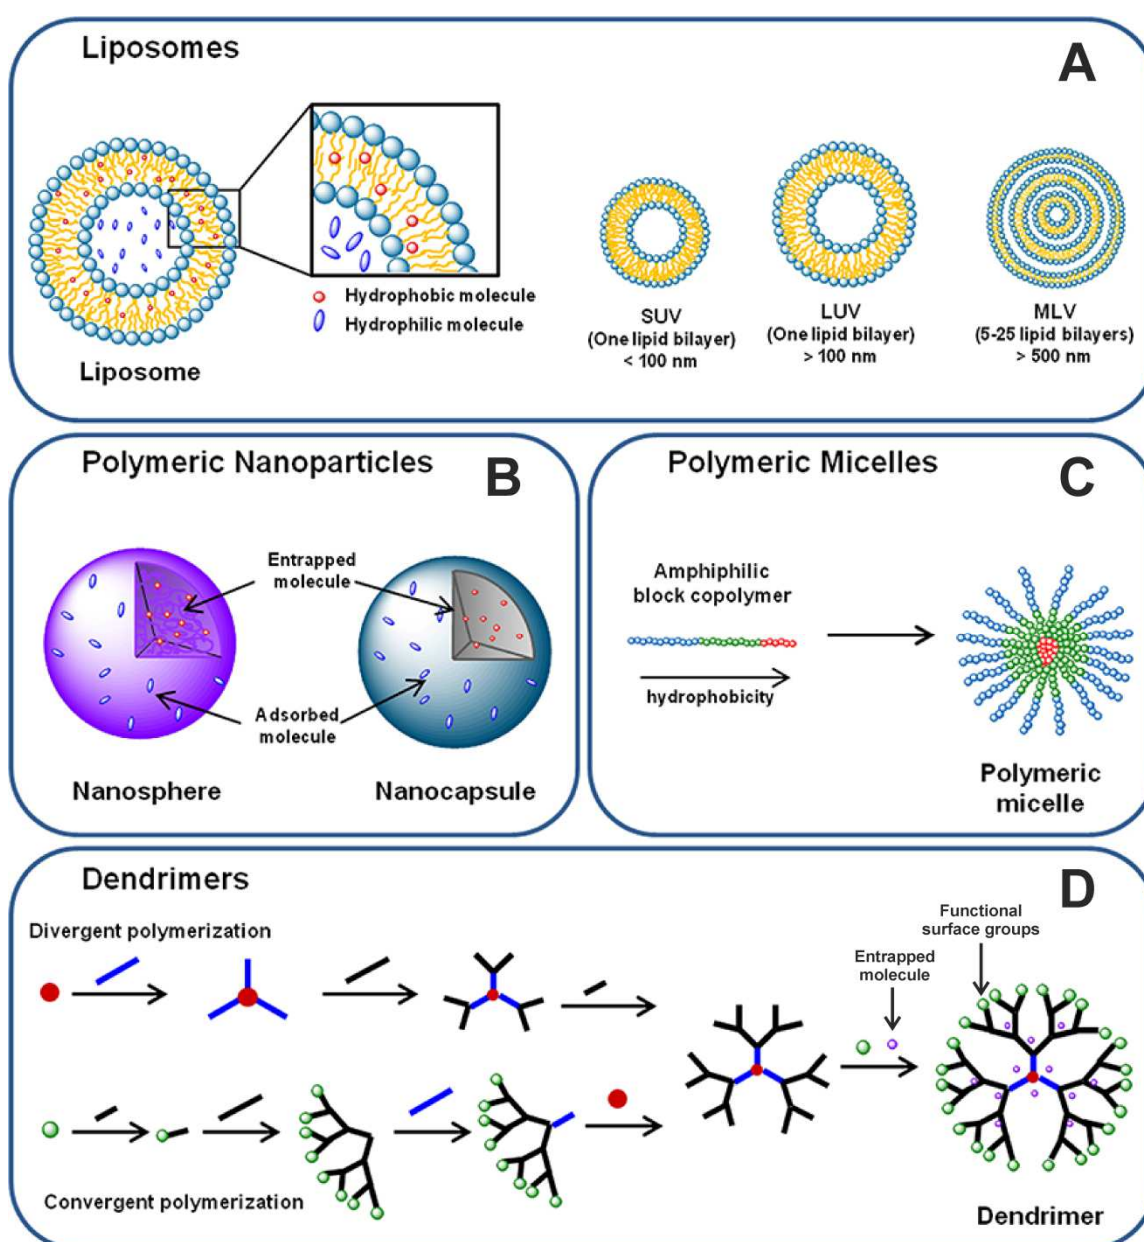 Liposomes
A
Hydrophobic molecule
Hydrophilic molecule
Liposome
SUV
(One lipid bilayer)
< 100 nm
LUV
(One lipid bilayer)
> 100 nm
MLV
(5-25 lipid bilayers)
> 500 nm
Polymeric Nanoparticles
B
Entrapped
molecule
Adsorbed
molecule
Nanosphere
Nanocapsule
Polymeric Micelles
C
Amphiphilic
block copolymer
hydrophobicity
Polymeric
micelle
Dendrimers
D
Divergent polymerization
Functional
surface groups
Entrapped
molecule
Convergent polymerization
Dendrimer